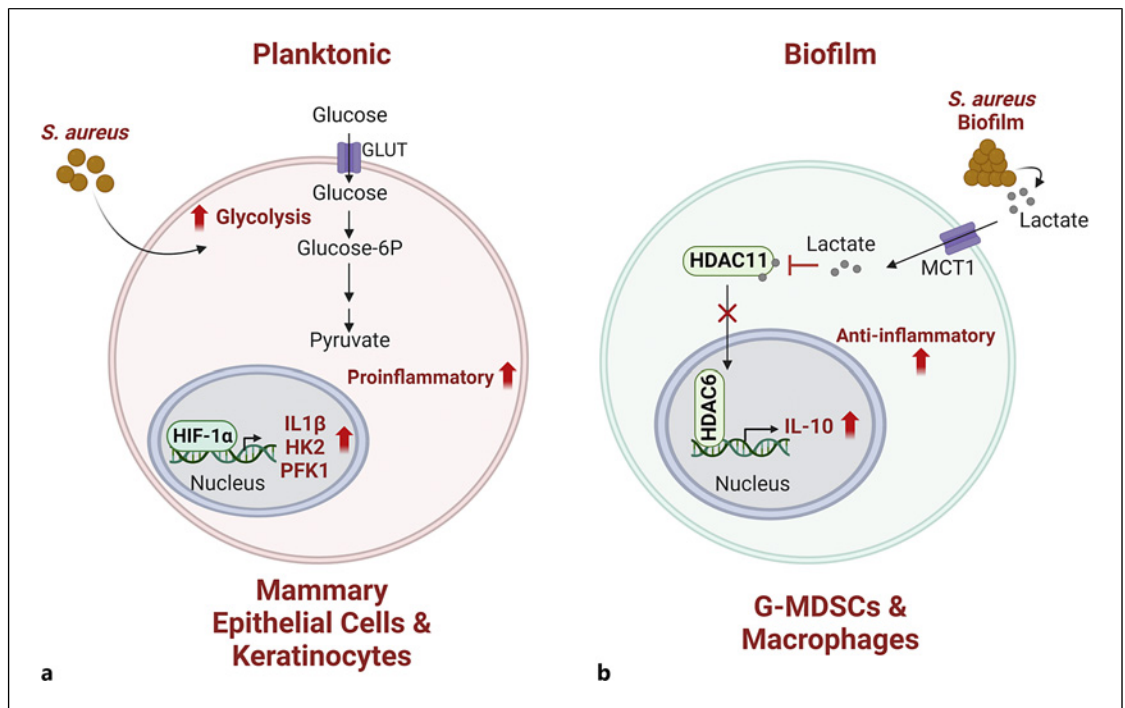 Planktonic
S. aureus
Glucose
GLUT
Glucose
Glycolysis
Glucose-6P
Pyruvate
Proinflammatory
HIF-1α
IL1β
HK2
PFK1
Nucleus
Mammary
Epithelial Cells &
Keratinocytes
a
Biofilm
S. aureus
Biofilm
Lactate
MCT1
Lactate
HDAC11
Anti-inflammatory
HDAC6
IL-10
Nucleus
G-MDSCs &
Macrophages
b